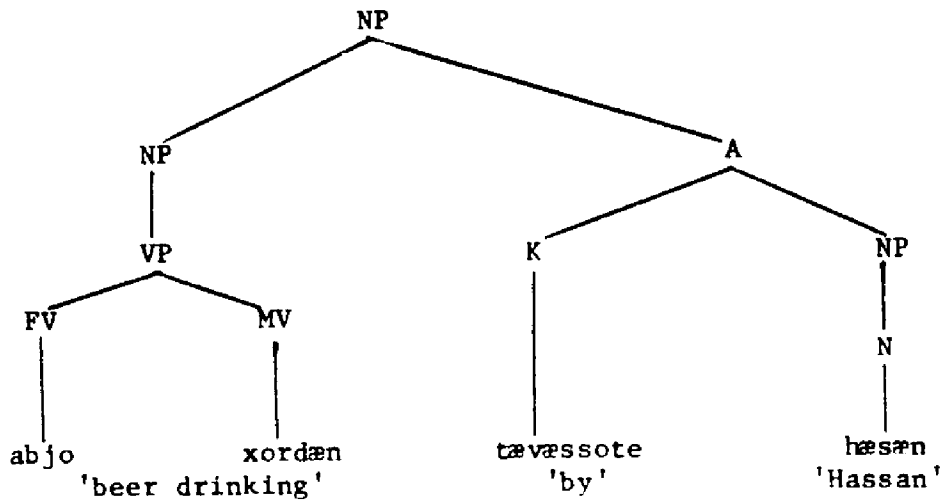 NP
NP A
VP K NP
FV MV
N
abjo xordæn tævæssote hæsæn
'beer drinking' 'by' 'Hassan'